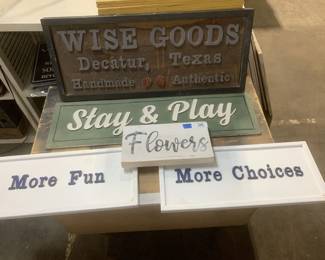 WISE GOODS
Decatur, Texas
Handmade Authentic
Stay & Play
Flowers
More Fun
More Choices